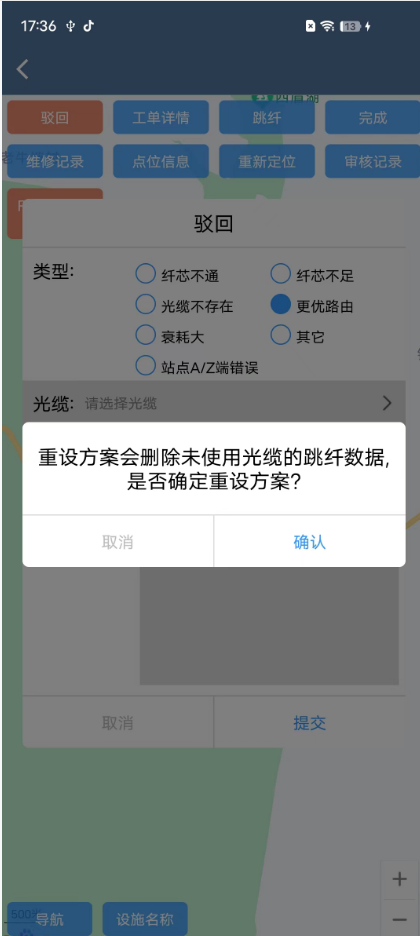 17:36
13
驳回 工单详情 跳纤 完成
维修记录 点位信息 重新定位 审核记录
驳回
类型:
纤芯不通 纤芯不足
光缆不存在 更优路由
衰耗大 其它
站点A/Z端错误
光缆: 请选择光缆
重设方案会删除未使用光缆的跳纤数据,
是否确定重设方案?
取消 确认
取消 提交
导航 设施名称